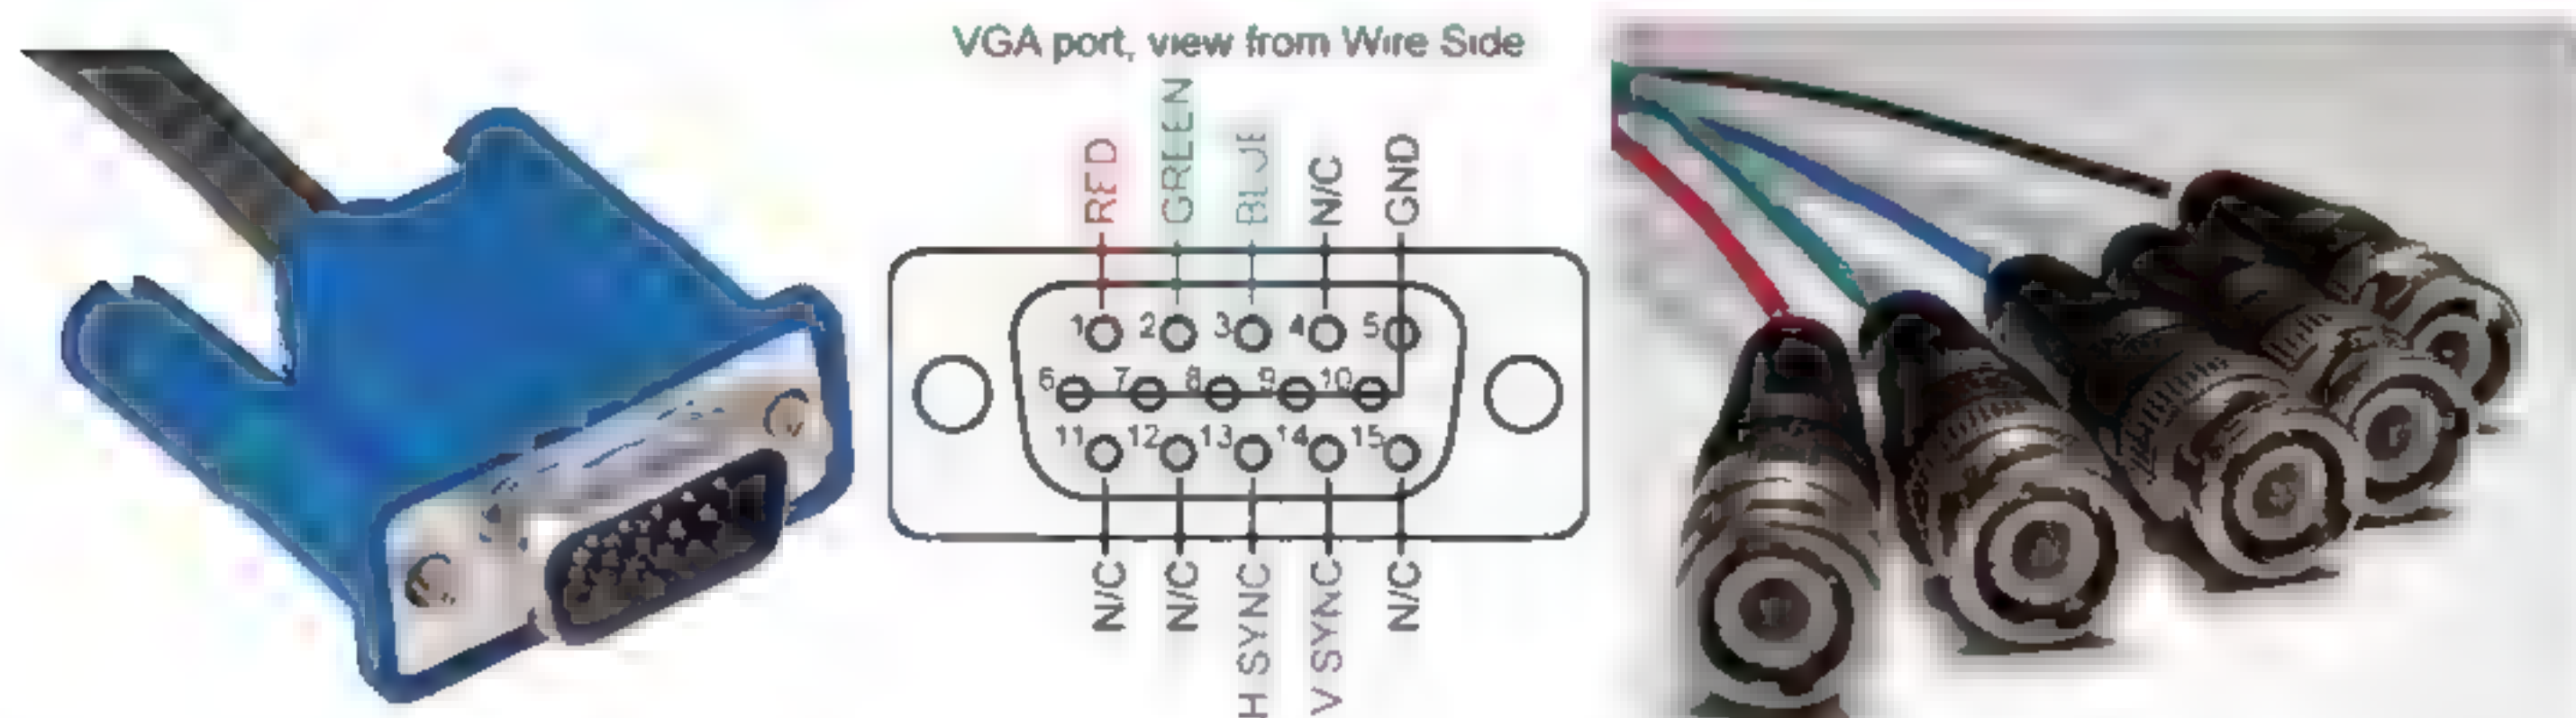 VGA port, view from Wire Side
RED GREEN BLUE N/C GND
1 2 3 4 5
6 7 8 9 10
11 12 13 14 15
N/C N/C H SYNC V SYNC N/C